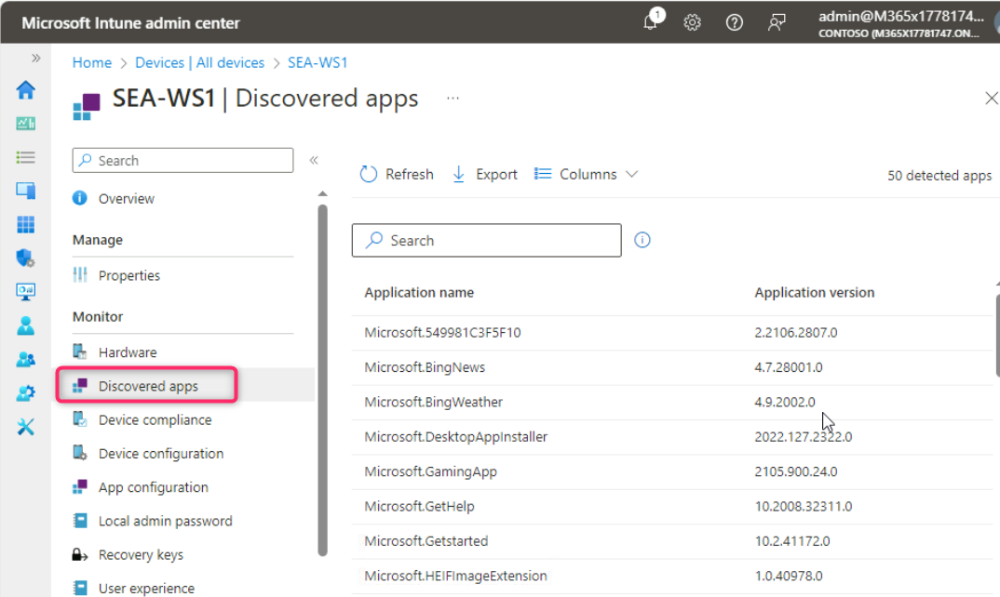 Microsoft Intune admin center
1
admin@M365x1778174...
CONTOSO (M365X17781747.ON...
Home > Devices | All devices > SEA-WS1
SEA-WS1 | Discovered apps ...
Search
Overview
Manage
Properties
Monitor
Hardware
Discovered apps
Device compliance
Device configuration
App configuration
Local admin password
Recovery keys
User experience
Refresh Export Columns 50 detected apps
Search
Application name Application version
Microsoft.549981C3F5F10 2.2106.2807.0
Microsoft.BingNews 4.7.28001.0
Microsoft.BingWeather 4.9.2002.0
Microsoft.DesktopAppInstaller 2022.127.2322.0
Microsoft.GamingApp 2105.900.24.0
Microsoft.GetHelp 10.2008.32311.0
Microsoft.Getstarted 10.2.41172.0
Microsoft.HEIFImageExtension 1.0.40978.0